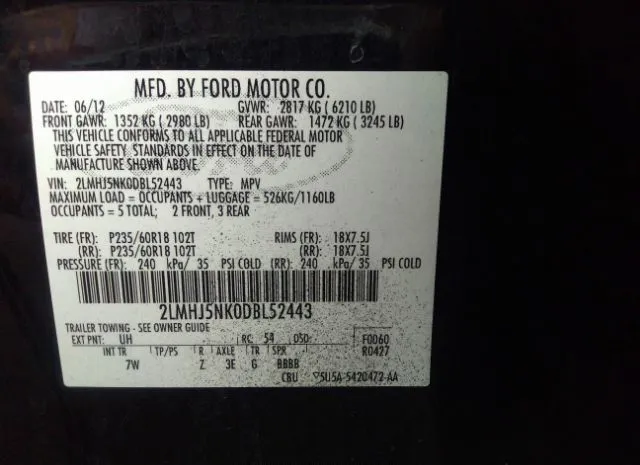 MFD. BY FORD MOTOR CO.
DATE: 06/12 GVWR: 2817 KG ( 6210 LB)
FRONT GAWR: 1352 KG ( 2980 LB) REAR GAWR: 1472 KG ( 3245 LB)
THIS VEHICLE CONFORMS TO ALL APPLICABLE FEDERAL MOTOR
VEHICLE SAFETY STANDARDS IN EFFECT ON THE DATE OF
MANUFACTURE SHOWN ABOVE.
VIN: 2LMHJ5NK0DBL52443 TYPE: MPV
MAXIMUM LOAD = OCCUPANTS + LUGGAGE = 526KG/1160LB
OCCUPANTS = 5 TOTAL; 2 FRONT, 3 REAR
TIRE (FR): P235/60R18 102T RIMS (FR): 18X7.5J
(RR): P235/60R18 102T (RR): 18X7.5J
PRESSURE (FR): 240 kPa/ 35 PSI COLD (RR): 240 kPa/ 35 PSI COLD
2LMHJ5NK0DBL52443
TRAILER TOWING - SEE OWNER GUIDE
EXT PNT: UH RC: 54 DSO: F0060
R0427
INT TR TP/PS R AXLE TR SPR
7W Z 3E G BBBB
CBU 5U5A-5420472-AA